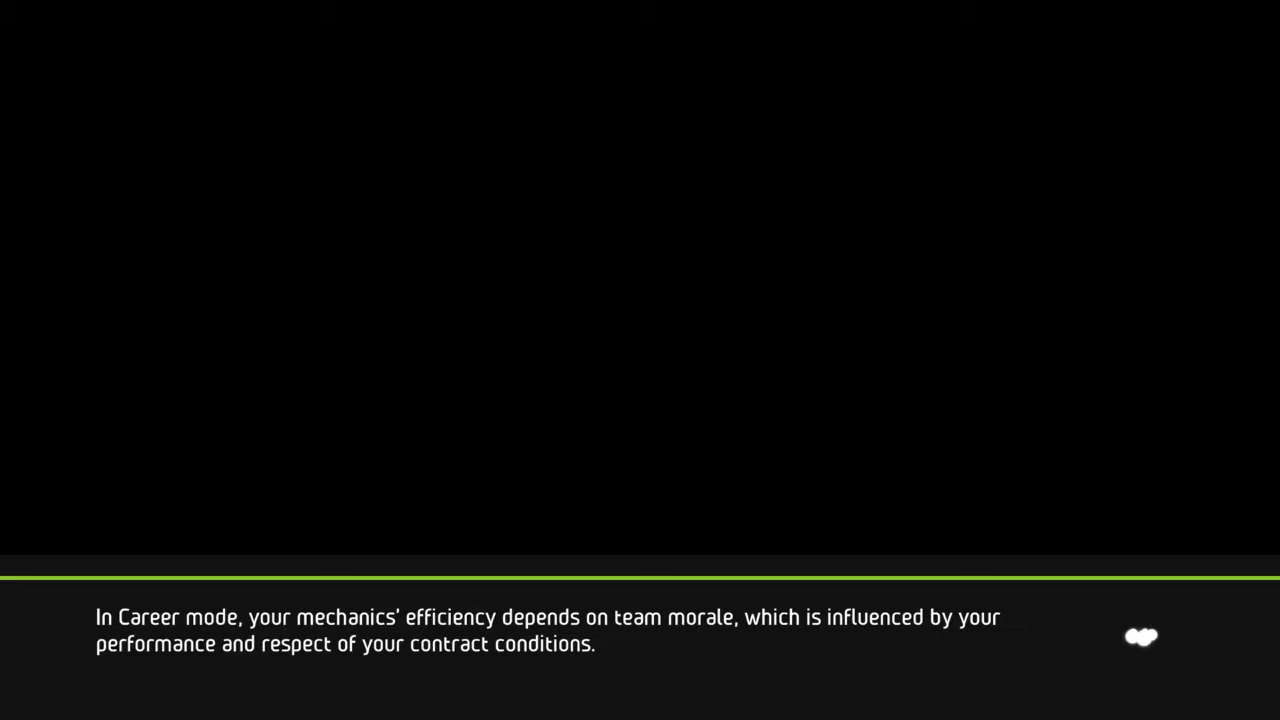 In Career mode, your mechanics' efficiency depends on team morale, which is influenced by your
performance and respect of your contract conditions.